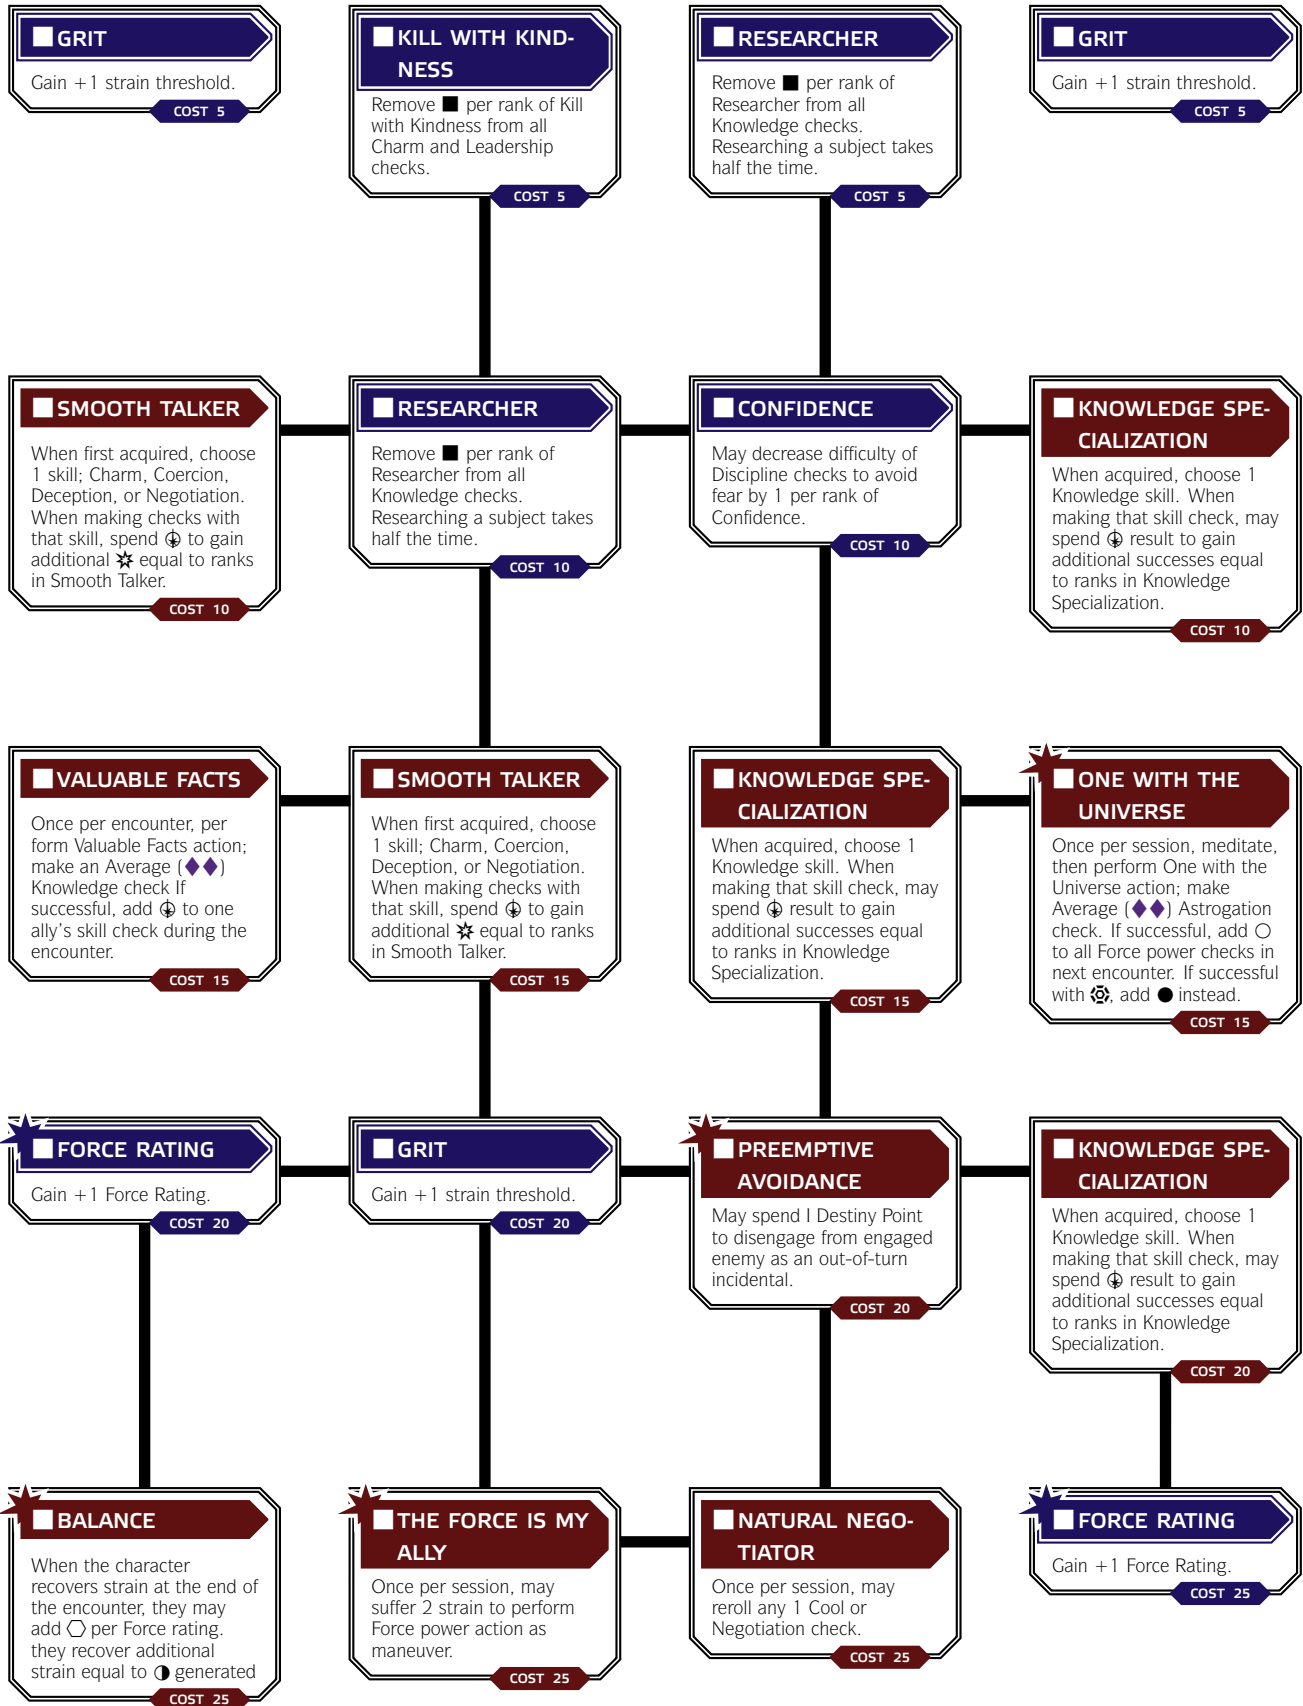 GRIT
Gain +1 strain threshold.
COST 5
KILL WITH KIND-
NESS
Remove ■ per rank of Kill
with Kindness from all
Charm and Leadership
checks.
COST 5
RESEARCHER
Remove ■ per rank of
Researcher from all
Knowledge checks.
Researching a subject takes
half the time.
COST 5
GRIT
Gain +1 strain threshold.
COST 5
SMOOTH TALKER
When first acquired, choose
1 skill; Charm, Coercion,
Deception, or Negotiation.
When making checks with
that skill, spend to gain
additional equal to ranks
in Smooth Talker.
COST 10
RESEARCHER
Remove ■ per rank of
Researcher from all
Knowledge checks.
Researching a subject takes
half the time.
COST 10
CONFIDENCE
May decrease difficulty of
Discipline checks to avoid
fear by 1 per rank of
Confidence.
COST 10
KNOWLEDGE SPE-
CIALIZATION
When acquired, choose 1
Knowledge skill. When
making that skill check, may
spend result to gain
additional successes equal
to ranks in Knowledge
Specialization.
COST 10
VALUABLE FACTS
Once per encounter, per
form Valuable Facts action;
make an Average (◆◆)
Knowledge check If
successful, add to one
ally's skill check during the
encounter.
COST 15
SMOOTH TALKER
When first acquired, choose
1 skill; Charm, Coercion,
Deception, or Negotiation.
When making checks with
that skill, spend to gain
additional equal to ranks
in Smooth Talker.
COST 15
KNOWLEDGE SPE-
CIALIZATION
When acquired, choose 1
Knowledge skill. When
making that skill check, may
spend result to gain
additional successes equal
to ranks in Knowledge
Specialization.
COST 15
ONE WITH THE
UNIVERSE
Once per session, meditate,
then perform One with the
Universe action; make
Average (◆◆) Astrogation
check. If successful, add ○
to all Force power checks in
next encounter. If successful
with , add ● instead.
COST 15
FORCE RATING
Gain +1 Force Rating.
COST 20
GRIT
Gain +1 strain threshold.
COST 20
PREEMPTIVE
AVOIDANCE
May spend I Destiny Point
to disengage from engaged
enemy as an out-of-turn
incidental.
COST 20
KNOWLEDGE SPE-
CIALIZATION
When acquired, choose 1
Knowledge skill. When
making that skill check, may
spend result to gain
additional successes equal
to ranks in Knowledge
Specialization.
COST 20
BALANCE
When the character
recovers strain at the end of
the encounter, they may
add ⬡ per Force rating.
they recover additional
strain equal to ◑ generated
COST 25
THE FORCE IS MY
ALLY
Once per session, may
suffer 2 strain to perform
Force power action as
maneuver.
COST 25
NATURAL NEGO-
TIATOR
Once per session, may
reroll any 1 Cool or
Negotiation check.
COST 25
FORCE RATING
Gain +1 Force Rating.
COST 25